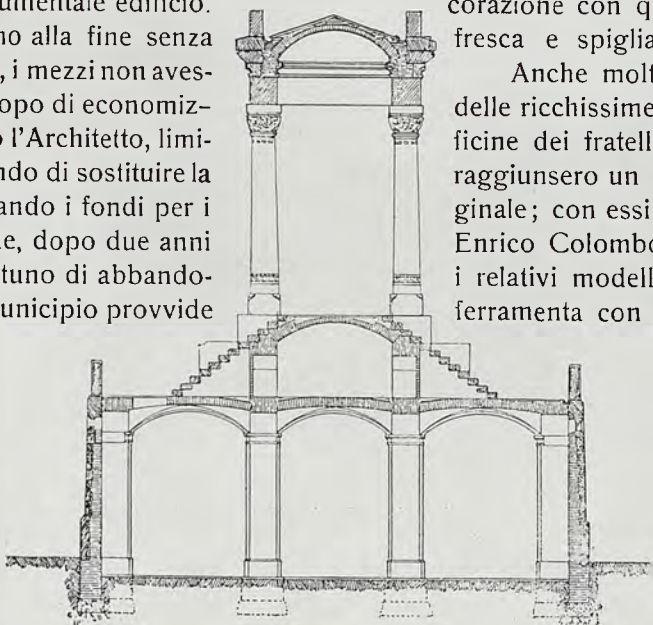 umentale edificio.
no alla fine senza
, i mezzi non aves-
opo di economiz-
o l'Architetto, limi-
ndo di sostituire la
ando i fondi per i
e, dopo due anni
tuno di abbando-
unicipio provvide
corazione con q
fresca e spiglia
Anche molt
delle ricchissime
ficine dei fratell
raggiunsero un
ginale; con essi
Enrico Colombo
i relativi modell
ferramenta con